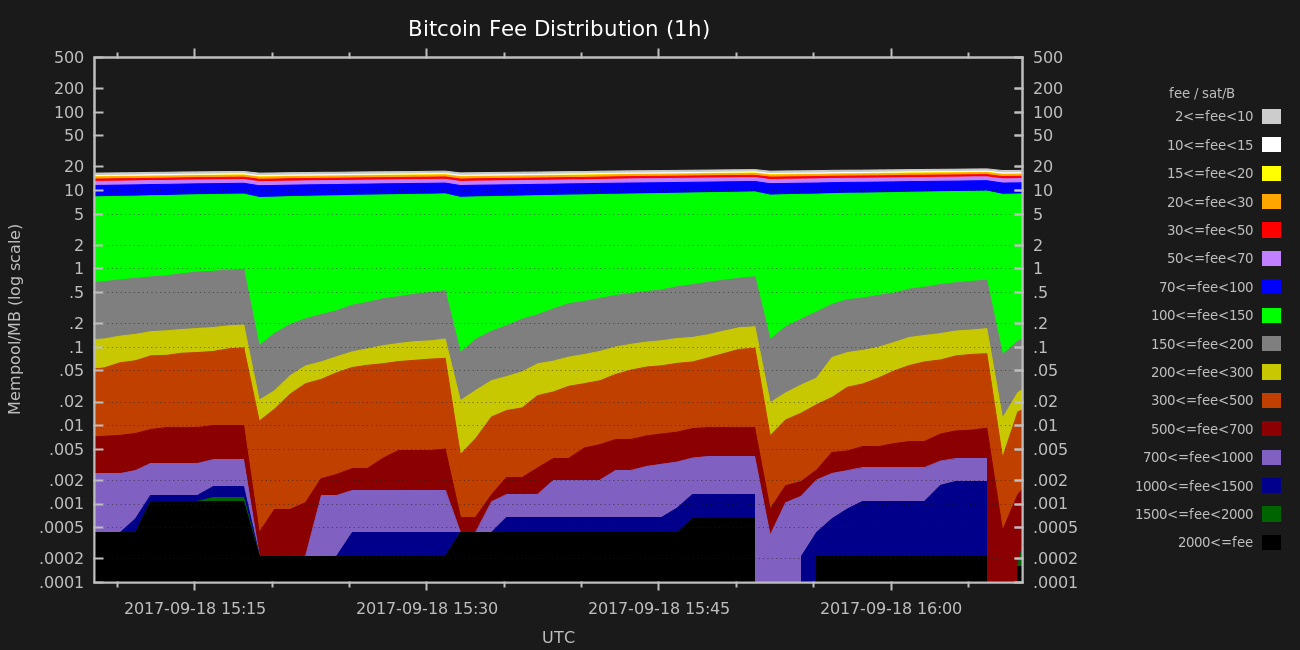 Bitcoin Fee Distribution (1h)
500
200
100
50
20
10
5
2
1
.5
.2
.1
.05
.02
.01
.005
.002
.001
.0005
.0002
.0001
Mempool/MB (log scale)
500
200
100
50
20
10
5
2
1
.5
.2
.1
.05
.02
.01
.005
.002
.001
.0005
.0002
.0001
2017-09-18 15:15
2017-09-18 15:30
2017-09-18 15:45
2017-09-18 16:00
UTC
fee / sat/B
2<=fee<10
10<=fee<15
15<=fee<20
20<=fee<30
30<=fee<50
50<=fee<70
70<=fee<100
100<=fee<150
150<=fee<200
200<=fee<300
300<=fee<500
500<=fee<700
700<=fee<1000
1000<=fee<1500
1500<=fee<2000
2000<=fee